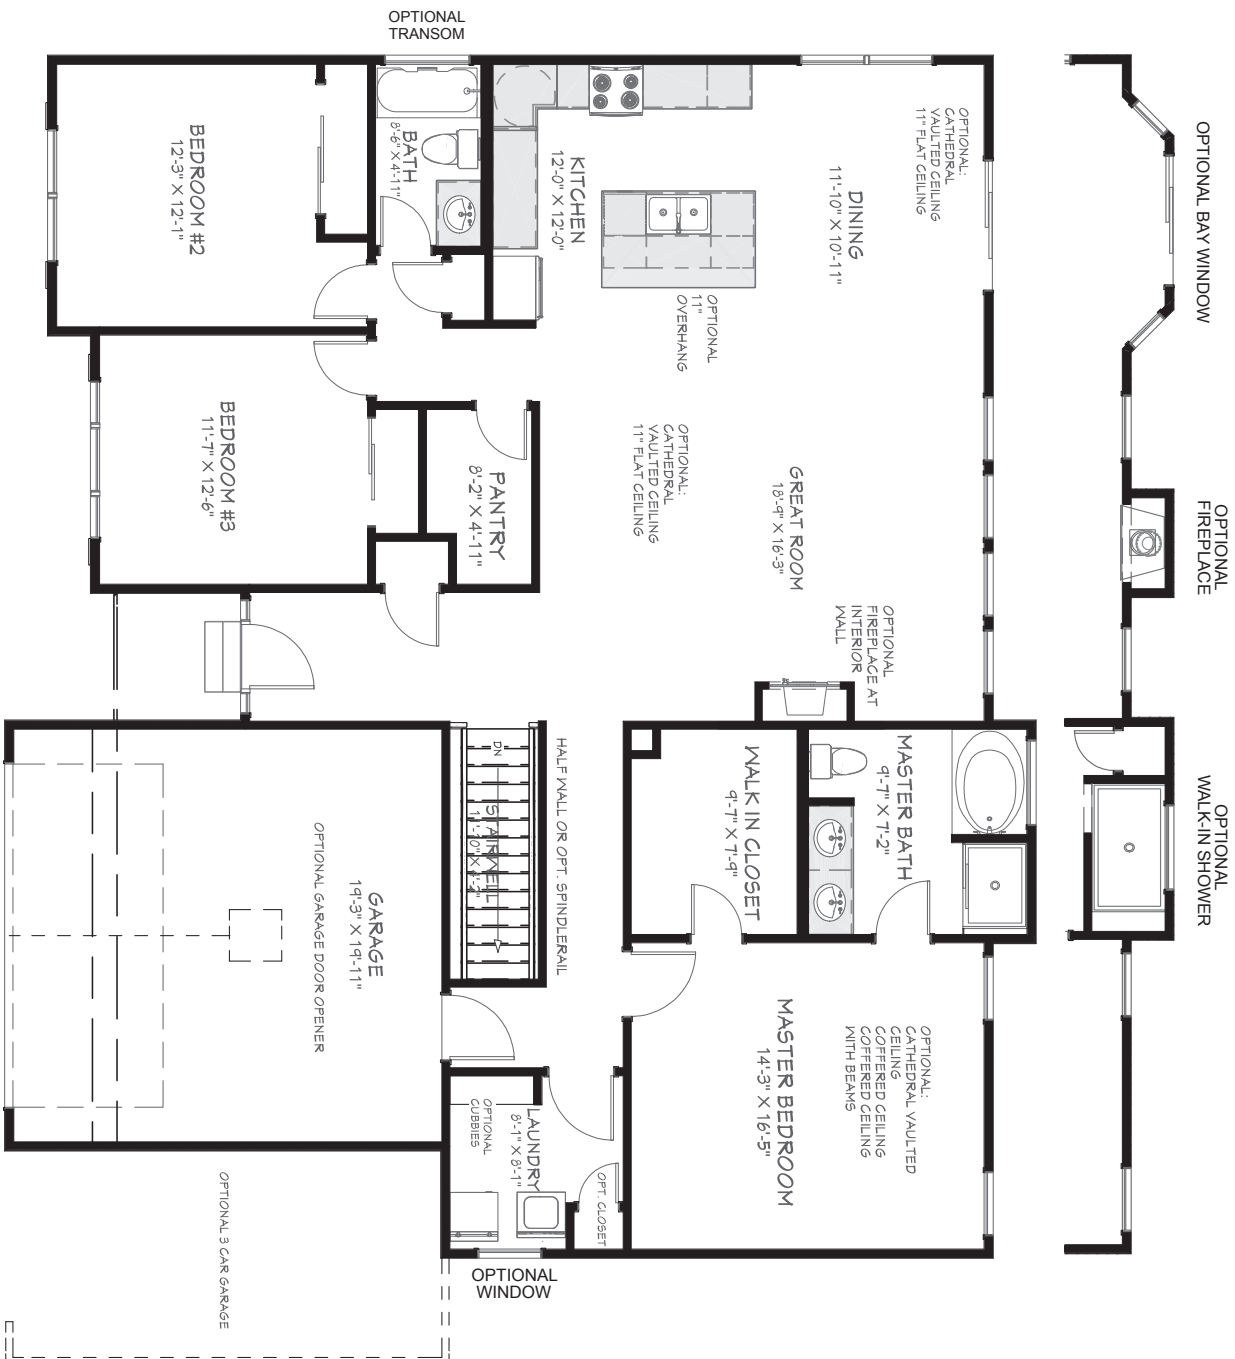 OPTIONAL
TRANSOM
BEDROOM #2
12'-3" X 12'-1"
BATH
8'-6" X 4'-11"
KITCHEN
12'-0" X 12'-0"
DINING
11'-10" X 10'-11"
OPTIONAL:
CATHEDRAL
VAULTED CEILING
11" FLAT CEILING
OPTIONAL BAY WINDOW
OPTIONAL
11"
OVERHANG
BEDROOM #3
11'-7" X 12'-6"
PANTRY
8'-2" X 4'-11"
OPTIONAL:
CATHEDRAL
VAULTED CEILING
11" FLAT CEILING
GREAT ROOM
18'-9" X 16'-3"
OPTIONAL
FIREPLACE
OPTIONAL
FIREPLACE AT
INTERIOR
WALL
DN
STAIRWELL
HALF WALL OR OPT. SPINDLERAIL
WALK IN CLOSET
9'-7" X 7'-9"
MASTER BATH
9'-7" X 7'-2"
OPTIONAL
WALK-IN SHOWER
GARAGE
19'-3" X 19'-11"
OPTIONAL GARAGE DOOR OPENER
MASTER BEDROOM
14'-3" X 16'-5"
OPTIONAL:
CATHEDRAL VAULTED
CEILING
COFFERED CEILING
COFFERED CEILING
WITH BEAMS
LAUNDRY
8'-1" X 8'-1"
OPTIONAL
CUBBIES
OPT. CLOSET
OPTIONAL
WINDOW
OPTIONAL 3 CAR GARAGE